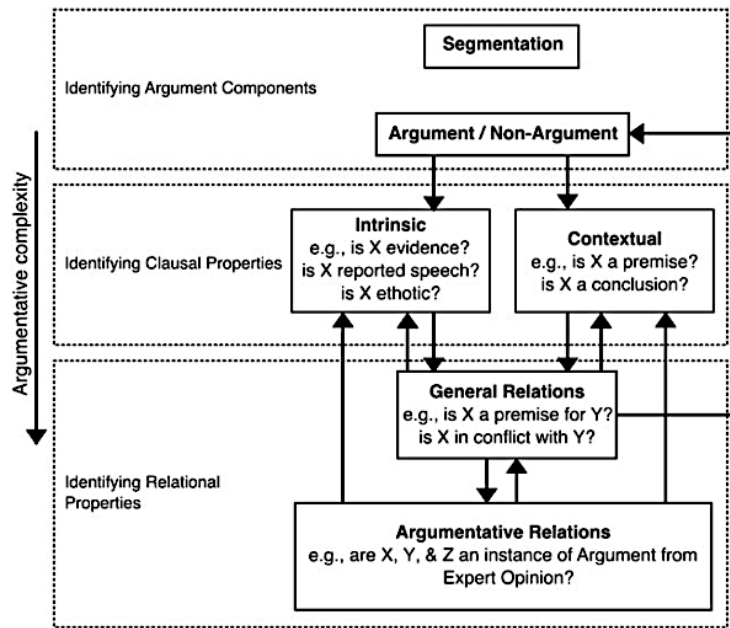 Segmentation
Identifying Argument Components
Argument / Non-Argument
Argumentative complexity
Identifying Clausal Properties
Intrinsic
e.g., is X evidence?
is X reported speech?
is X ethotic?
Contextual
e.g., is X a premise?
is X a conclusion?
General Relations
e.g., is X a premise for Y?
is X in conflict with Y?
Identifying Relational
Properties
Argumentative Relations
e.g., are X, Y, & Z an instance of Argument from
Expert Opinion?